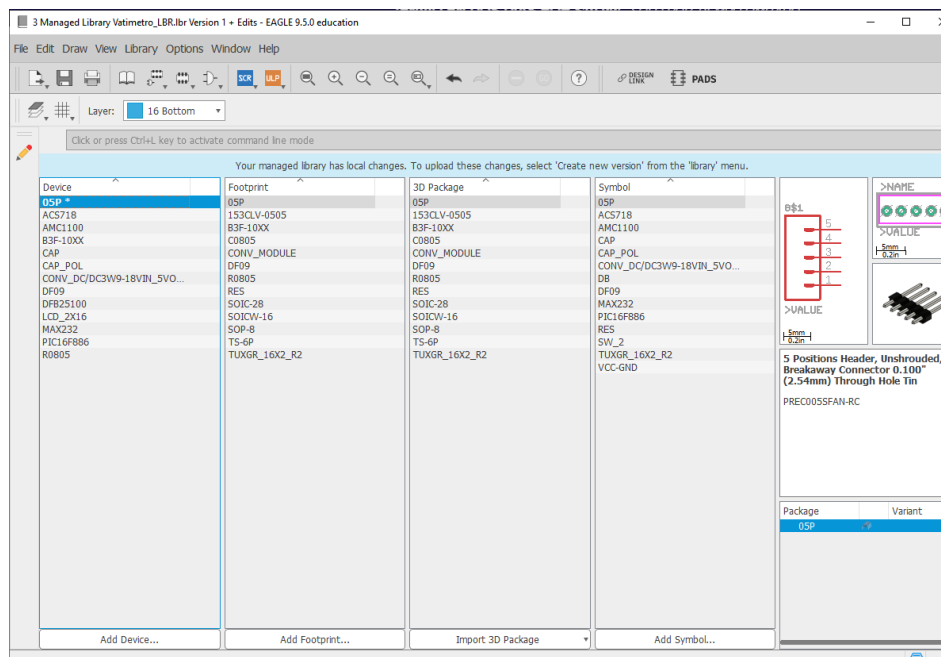 3 Managed Library Vatimetro_LBR.lbr Version 1 + Edits - EAGLE 9.5.0 education
File Edit Draw View Library Options Window Help
SCR ULP DESIGN LINK PADS
Layer: 16 Bottom
Click or press Ctrl+L key to activate command line mode
Your managed library has local changes. To upload these changes, select 'Create new version' from the 'library' menu.
Device
05P *
ACS718
AMC1100
B3F-10XX
CAP
CAP_POL
CONV_DC/DC3W9-18VIN_5VO...
DF09
DFB25100
LCD_2X16
MAX232
PIC16F886
R0805
Add Device...
Footprint
05P
153CLV-0505
B3F-10XX
C0805
CONV_MODULE
DF09
R0805
RES
SOIC-28
SOICW-16
SOP-8
TS-6P
TUXGR_16X2_R2
Add Footprint...
3D Package
05P
153CLV-0505
B3F-10XX
C0805
CONV_MODULE
DF09
R0805
RES
SOIC-28
SOICW-16
SOP-8
TS-6P
TUXGR_16X2_R2
Import 3D Package
Symbol
05P
ACS718
AMC1100
CAP
CAP_POL
CONV_DC/DC3W9-18VIN_5VO...
DB
DF09
MAX232
PIC16F886
RES
SW_2
TUXGR_16X2_R2
VCC-GND
Add Symbol...
5
4
3
2
1
>VALUE
5mm
0.2in
>NAME
>VALUE
5mm
0.2in
5 Positions Header, Unshrouded,
Breakaway Connector 0.100"
(2.54mm) Through Hole Tin
PREC005SFAN-RC
Package Variant
05P